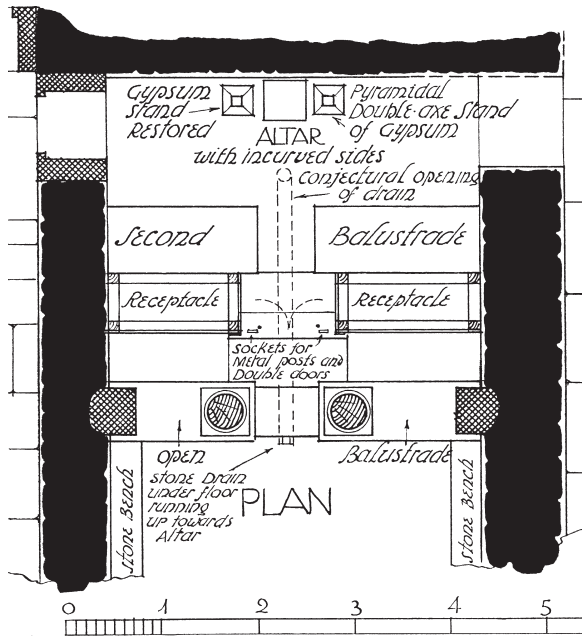 Gypsum
Stand
Restored
Pyramidal
Double-axe Stand
of Gypsum
ALTAR
with incurved sides
Conjectural opening
of drain
Second
Balustrade
Receptacle
Receptacle
Sockets for
Metal posts and
Double doors
Open
Balustrade
Stone Drain
under floor
running
up towards
Altar
PLAN
Stone Bench
Stone Bench
0 1 2 3 4 5